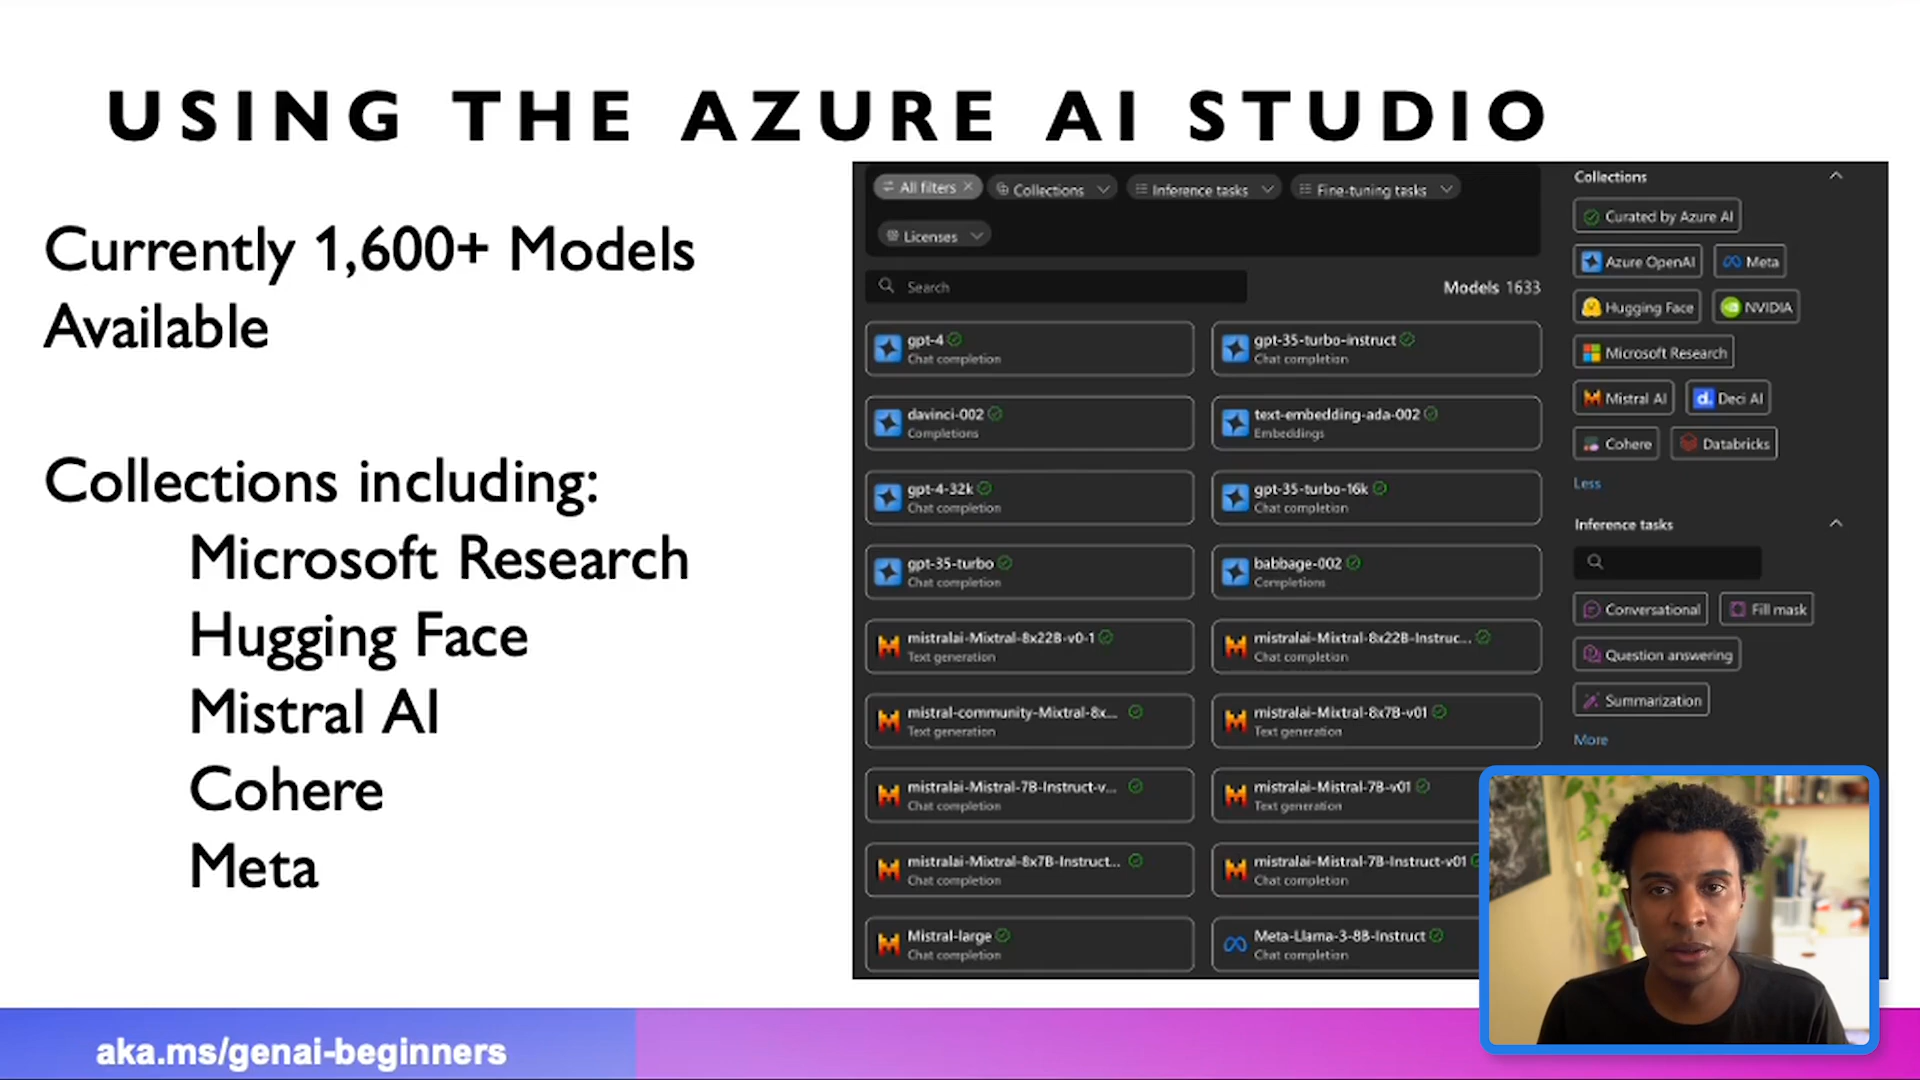 USING THE AZURE AI STUDIO
Currently 1,600+ Models
Available
Collections including:
Microsoft Research
Hugging Face
Mistral AI
Cohere
Meta
All filters
Collections
Inference tasks
Fine-tuning tasks
Licenses
Search
Models 1633
gpt-4
Chat completion
gpt-35-turbo-instruct
Chat completion
davinci-002
Completions
text-embedding-ada-002
Embeddings
gpt-4-32k
Chat completion
gpt-35-turbo-16k
Chat completion
gpt-35-turbo
Chat completion
babbage-002
Completions
mistralai-Mixtral-8x22B-v0-1
Text generation
mistralai-Mixtral-8x22B-Instruc...
Chat completion
mistral-community-Mixtral-8x...
Text generation
mistralai-Mixtral-8x7B-v01
Text generation
mistralai-Mistral-7B-Instruct-v...
Chat completion
mistralai-Mistral-7B-v01
Text generation
mistralai-Mixtral-8x7B-Instruct...
Chat completion
mistralai-Mistral-7B-Instruct-v01
Chat completion
Mistral-large
Chat completion
Meta-Llama-3-8B-Instruct
Chat completion
Collections
Curated by Azure AI
Azure OpenAI
Meta
Hugging Face
NVIDIA
Microsoft Research
Mistral AI
Deci AI
Cohere
Databricks
Less
Inference tasks
Conversational
Fill mask
Question answering
Summarization
More
aka.ms/genai-beginners